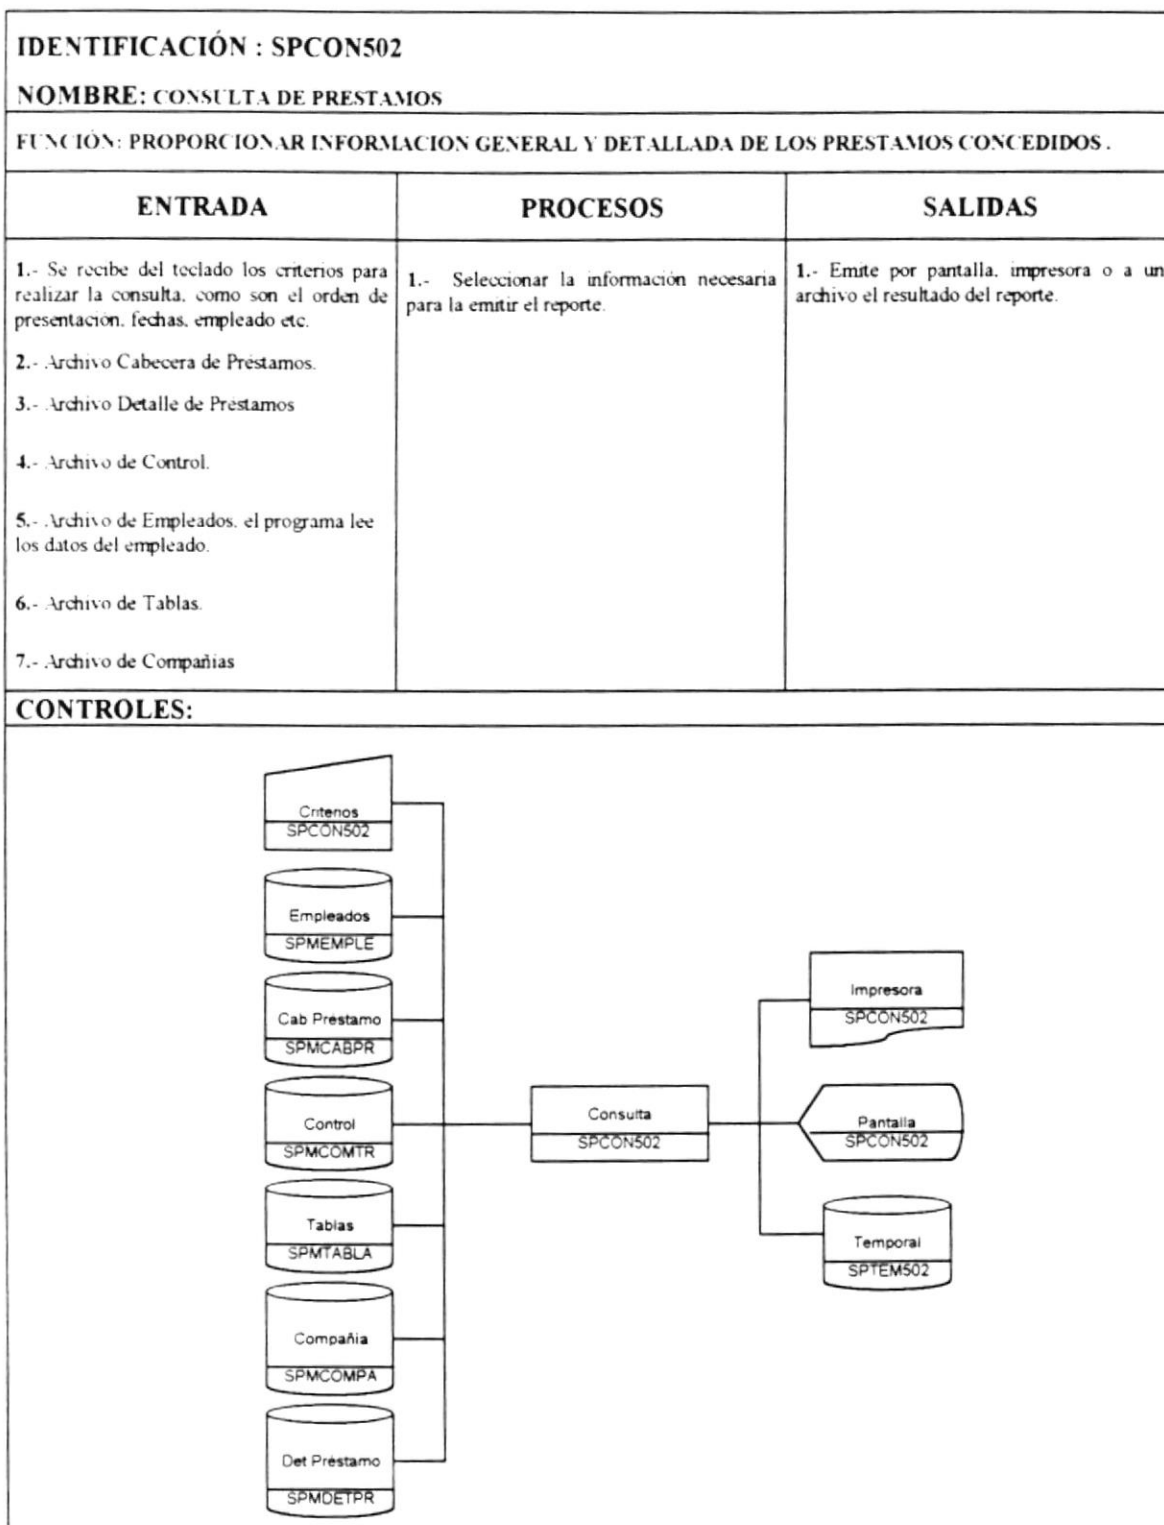 IDENTIFICACIÓN : SPCON502
NOMBRE: CONSULTA DE PRESTAMOS
FUNCIÓN: PROPORCIONAR INFORMACION GENERAL Y DETALLADA DE LOS PRESTAMOS CONCEDIDOS .
ENTRADA
1.- Se recibe del teclado los criterios para
realizar la consulta, como son el orden de
presentación, fechas, empleado etc.
2.- Archivo Cabecera de Préstamos.
3.- Archivo Detalle de Prestamos
4.- Archivo de Control.
5.- Archivo de Empleados, el programa lee
los datos del empleado.
6.- Archivo de Tablas.
7.- Archivo de Compañias
PROCESOS
1.- Seleccionar la información necesaria
para la emitir el reporte.
SALIDAS
1.- Emite por pantalla, impresora o a un
archivo el resultado del reporte.
CONTROLES:
Criterios
SPCON502
Empleados
SPMEMPLE
Cab Préstamo
SPMCABPR
Control
SPMCOMTR
Tablas
SPMTABLA
Compañia
SPMCOMPA
Det Préstamo
SPMDETPR
Consulta
SPCON502
Impresora
SPCON502
Pantalla
SPCON502
Temporal
SPTEM502